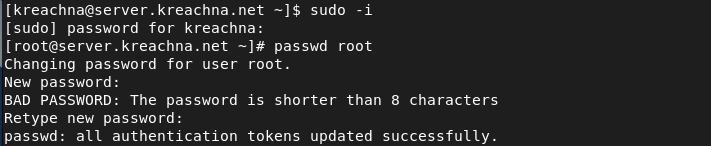 [kreachna@server.kreachna.net ~]$ sudo -i
[sudo] password for kreachna:
[root@server.kreachna.net ~]# passwd root
Changing password for user root.
New password:
BAD PASSWORD: The password is shorter than 8 characters
Retype new password:
passwd: all authentication tokens updated successfully.